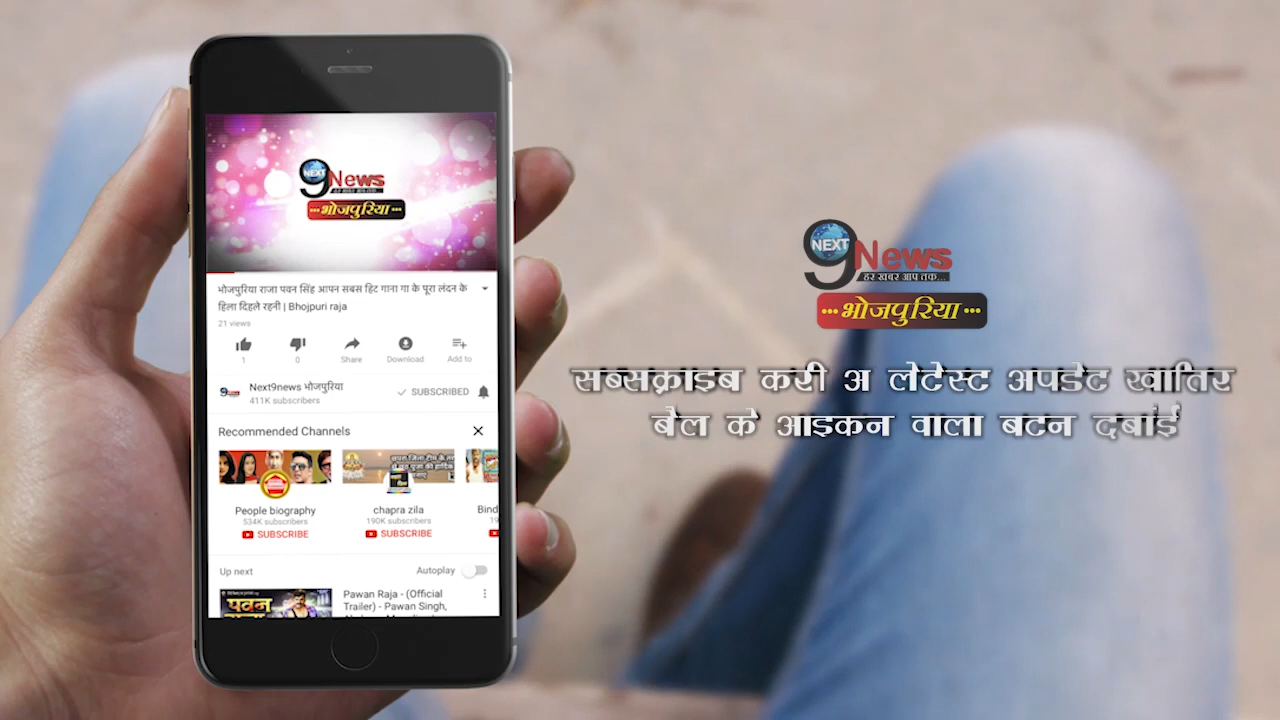 NEXT
9 News
हर खबर आप तक...
भोजपुरिया
भोजपुरिया राजा पवन सिंह आपन सबस हिट गाना गा के पूरा लंदन के
हिला दिहले रहनी | Bhojpuri raja
21 views
1
0
Share
Download
Add to
Next9news भोजपुरिया
SUBSCRIBED
411K subscribers
Recommended Channels
People biography
534K subscribers
SUBSCRIBE
chapra zila
190K subscribers
SUBSCRIBE
Bind
19
Up next
Autoplay
पवन
Pawan Raja - (Official
Trailer) - Pawan Singh,
NEXT
9 News
हर खबर आप तक...
भोजपुरिया
सब्सक्राइब करी अ लेटेस्ट अपडेट खातिर
बेल के आइकन वाला बटन दबांई